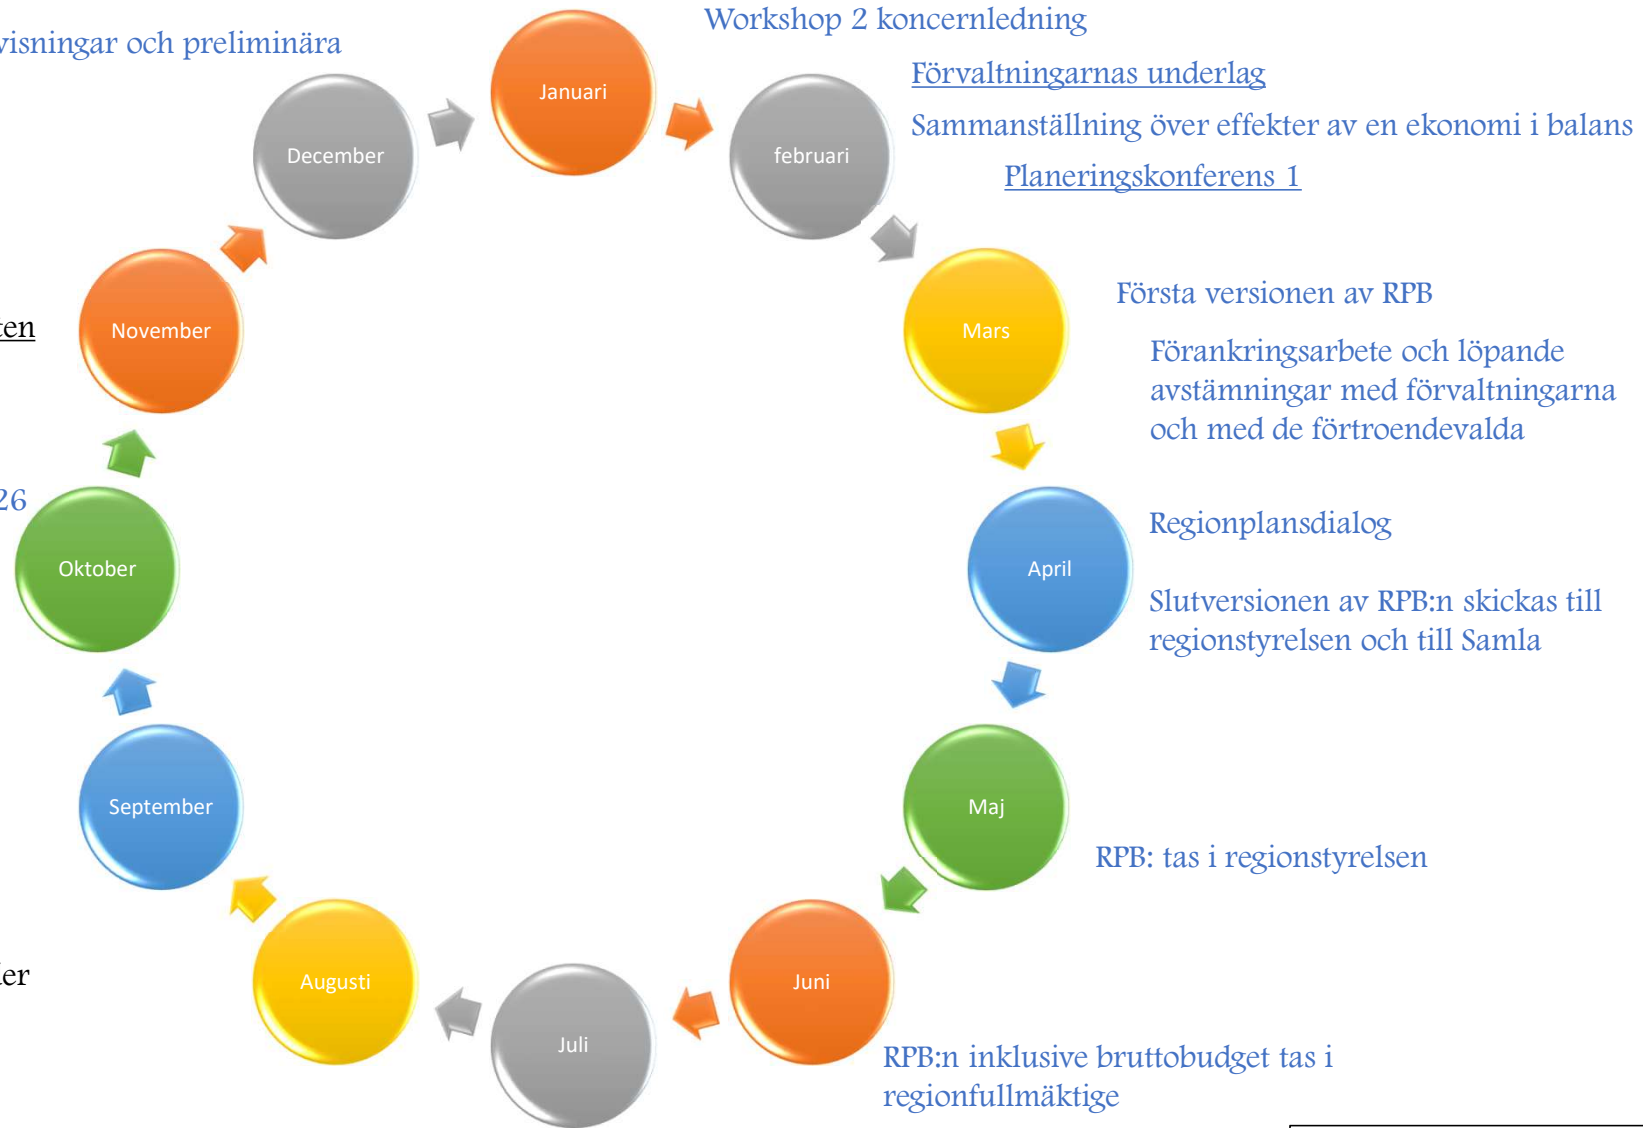 Workshop 2 koncernledning
visningar och preliminära
Förvaltningarnas underlag
Sammanställning över effekter av en ekonomi i balans
Planeringskonferens 1
Januari
februari
Första versionen av RPB
Mars
Förankringsarbete och löpande
avstämningar med förvaltningarna
och med de förtroendevalda
April
Regionplansdialog
Slutversionen av RPB:n skickas till
regionstyrelsen och till Samla
Maj
RPB: tas i regionstyrelsen
Juni
RPB:n inklusive bruttobudget tas i
regionfullmäktige
Juli
Augusti
September
Oktober
26
November
December